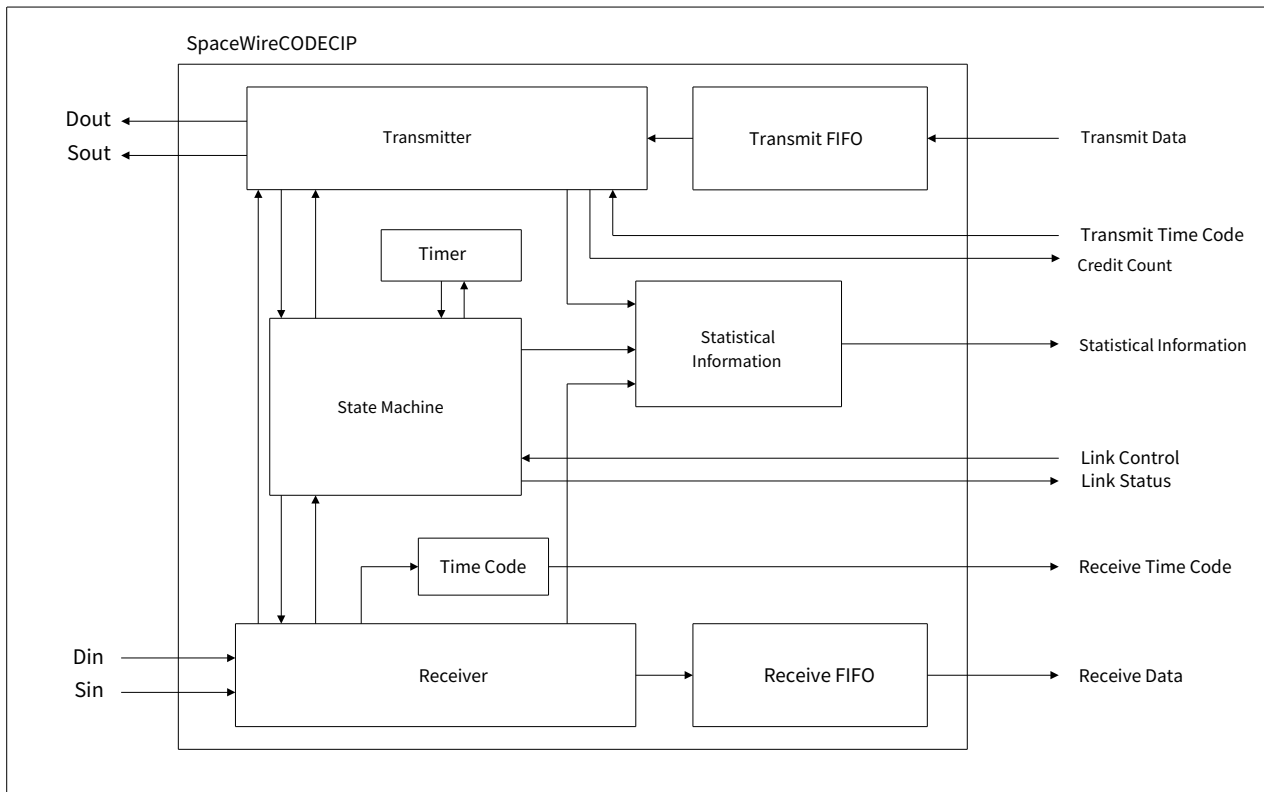 SpaceWireCODECIP
Dout
Sout
Transmitter
Transmit FIFO
Transmit Data
Transmit Time Code
Credit Count
Timer
Statistical
Information
Statistical Information
State Machine
Link Control
Link Status
Time Code
Receive Time Code
Din
Sin
Receiver
Receive FIFO
Receive Data